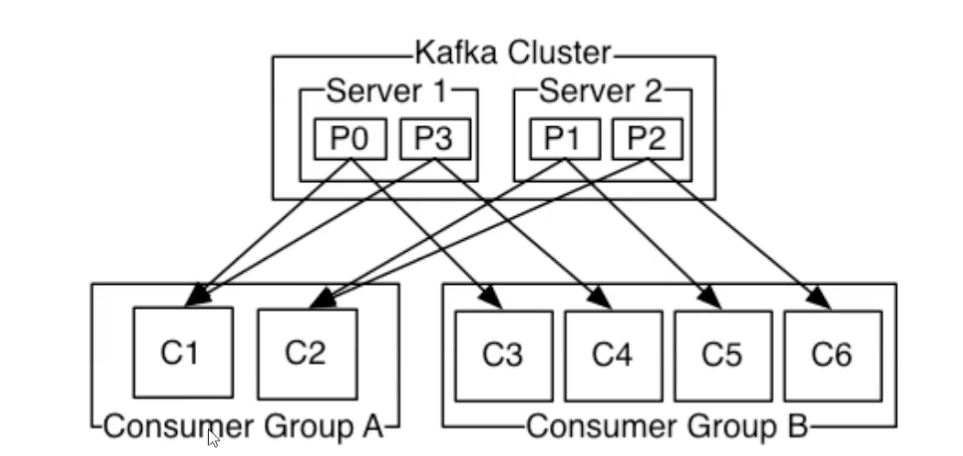 Kafka Cluster
Server 1 Server 2
P0 P3 P1 P2
C1 C2 C3 C4 C5 C6
Consumer Group A Consumer Group B